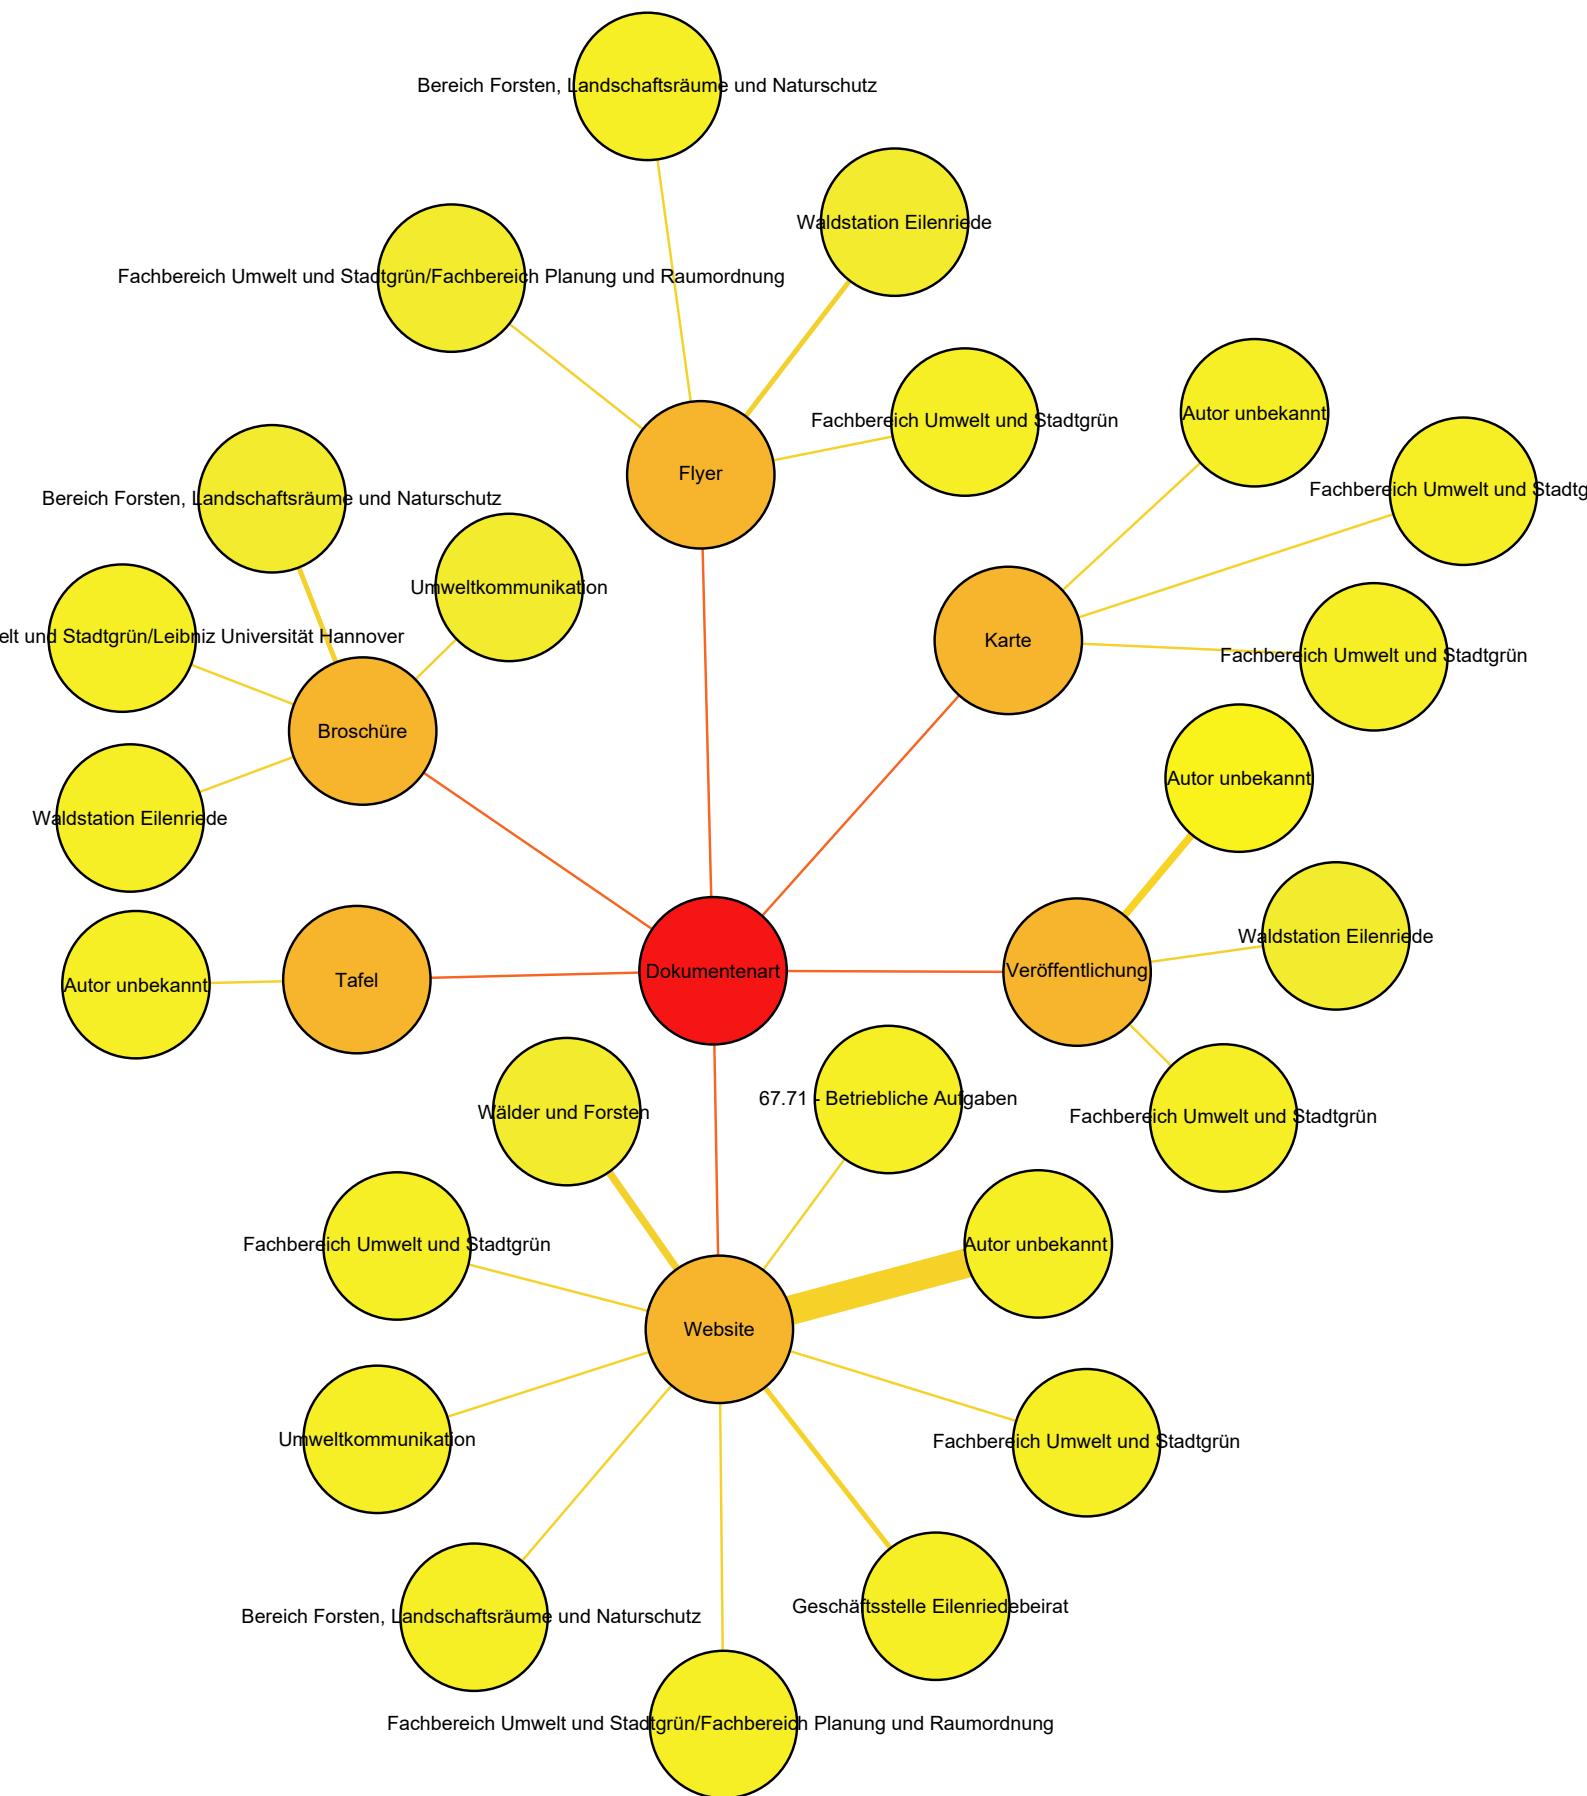 Bereich Forsten, Landschaftsräume und Naturschutz
Waldstation Eilenriede
Fachbereich Umwelt und Stadtgrün/Fachbereich Planung und Raumordnung
Autor unbekannt
Fachbereich Umwelt und Stadtgrün
Flyer
Fachbereich Umwelt und
Bereich Forsten, Landschaftsräume und Naturschutz
Umweltkommunikation
und Stadtgrün/Leibniz Universität Hannover
Karte
Fachbereich Umwelt und Stadtgrün
Broschüre
Autor unbekannt
Waldstation Eilenriede
Waldstation Eilenriede
Dokumentenart
Veröffentlichung
Tafel
Autor unbekannt
67.71 - Betriebliche Aufgaben
Wälder und Forsten
Fachbereich Umwelt und Stadtgrün
Fachbereich Umwelt und Stadtgrün
Autor unbekannt
Website
Umweltkommunikation
Fachbereich Umwelt und Stadtgrün
Geschäftsstelle Eilenriedebeirat
Bereich Forsten, Landschaftsräume und Naturschutz
Fachbereich Umwelt und Stadtgrün/Fachbereich Planung und Raumordnung